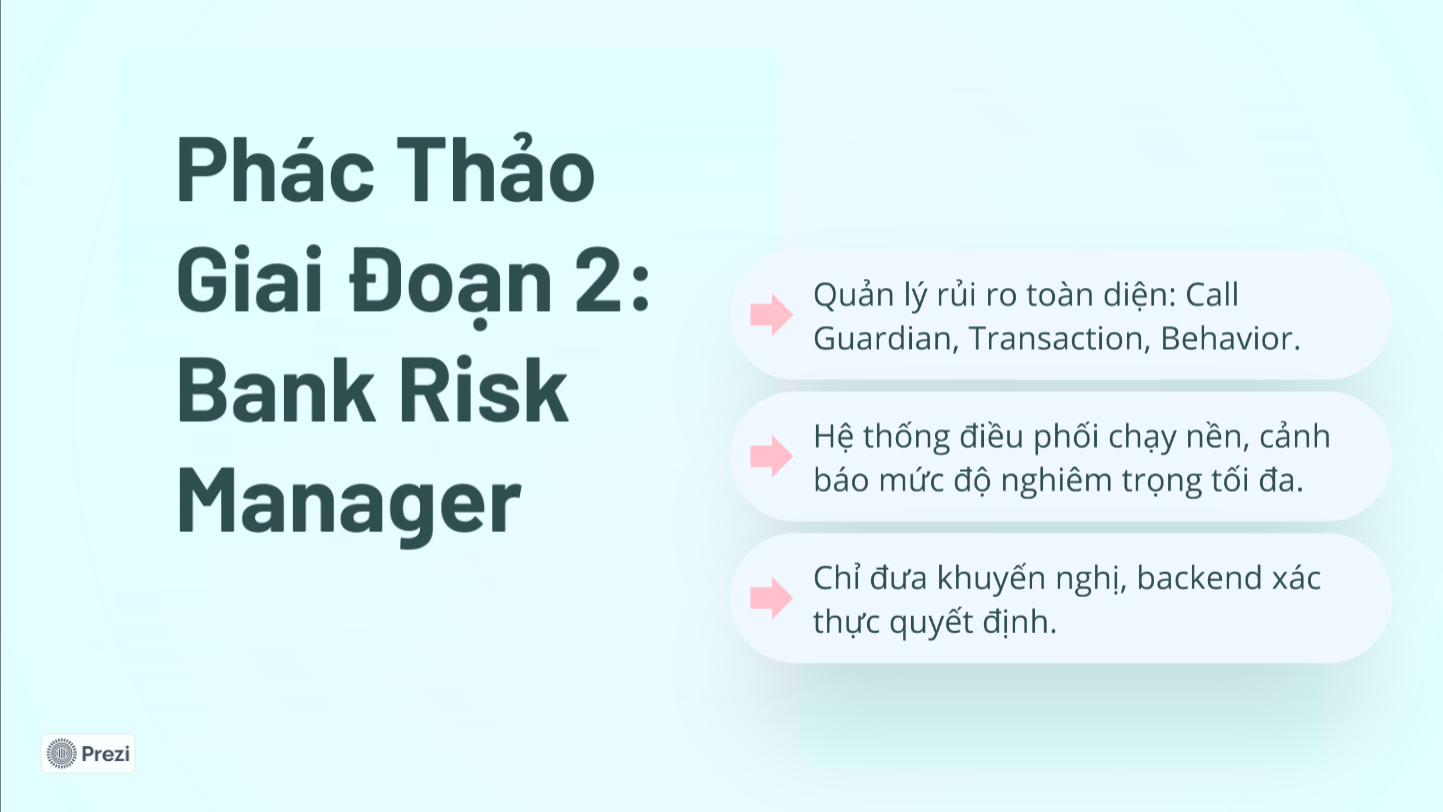 Phác Thảo
Giai Đoạn 2:
Bank Risk
Manager
Quản lý rủi ro toàn diện: Call
Guardian, Transaction, Behavior.
Hệ thống điều phối chạy nền, cảnh
báo mức độ nghiêm trọng tối đa.
Chỉ đưa khuyến nghị, backend xác
thực quyết định.
Prezi